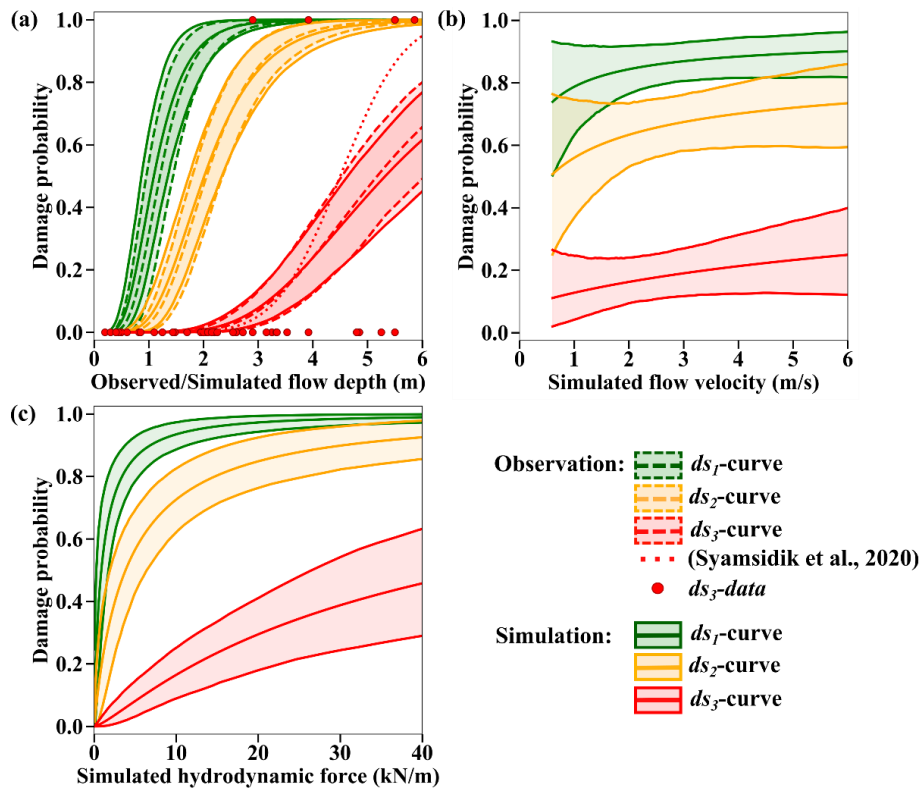 (a)
Damage probability
1.0
0.8
0.6
0.4
0.2
0.0
0 1 2 3 4 5 6
Observed/Simulated flow depth (m)
(b)
Damage probability
1.0
0.8
0.6
0.4
0.2
0.0
0 1 2 3 4 5 6
Simulated flow velocity (m/s)
(c)
Damage probability
1.0
0.8
0.6
0.4
0.2
0.0
0 10 20 30 40
Simulated hydrodynamic force (kN/m)
Observation: ds1-curve
ds2-curve
ds3-curve
(Syamsidik et al., 2020)
ds3-data
Simulation: ds1-curve
ds2-curve
ds3-curve